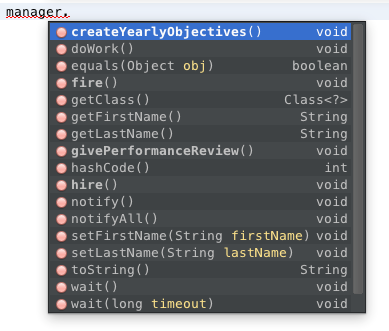 manager.
createYearlyObjectives() void
doWork() void
equals(Object obj) boolean
fire() void
getClass() Class<?>
getFirstName() String
getLastName() String
givePerformanceReview() void
hashCode() int
hire() void
notify() void
notifyAll() void
setFirstName(String firstName) void
setLastName(String lastName) void
toString() String
wait() void
wait(long timeout) void